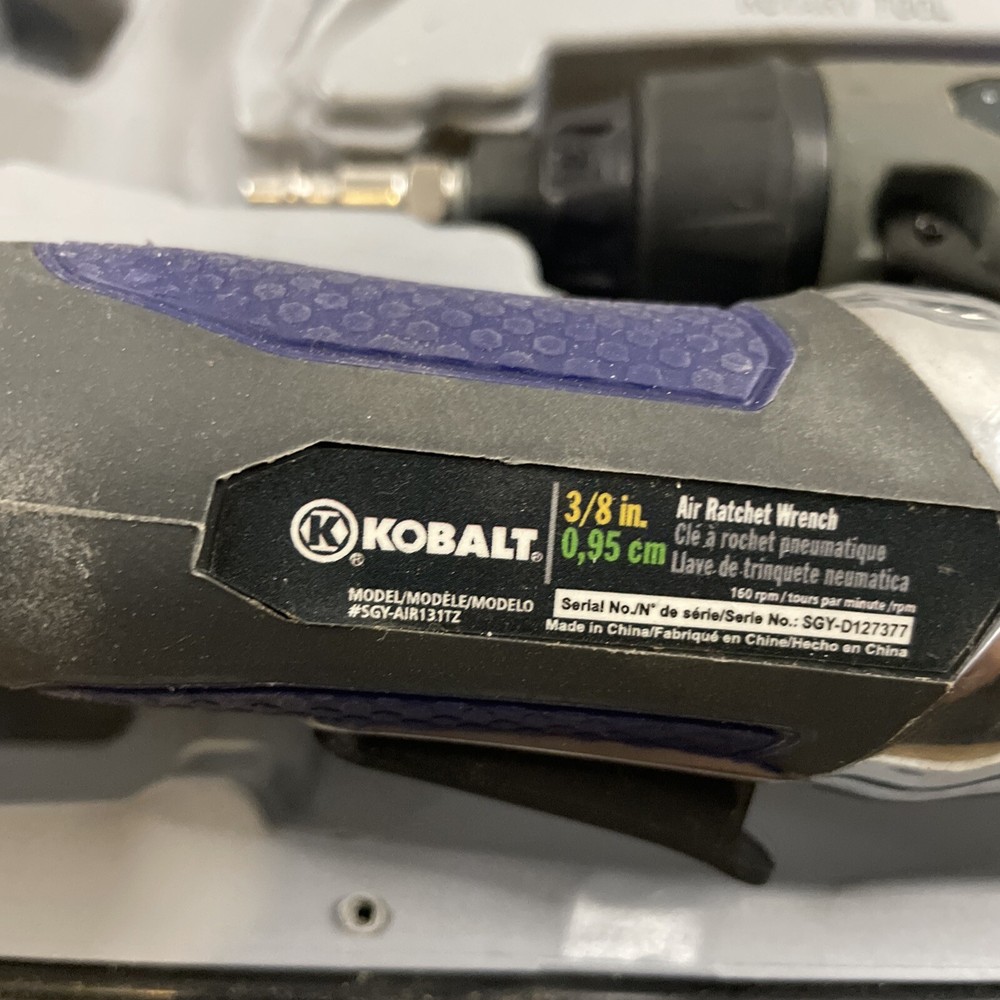 ROTARY TOOL
K KOBALT®
3/8 in.
0,95 cm
Air Ratchet Wrench
Clé à rochet pneumatique
Llave de trinquete neumatica
160 rpm / tours par minute /rpm
MODEL/MODÈLE/MODELO
#SGY-AIR131TZ
Serial No./N° de série/Serie No.: SGY-D127377
Made in China/Fabriqué en Chine/Hecho en China